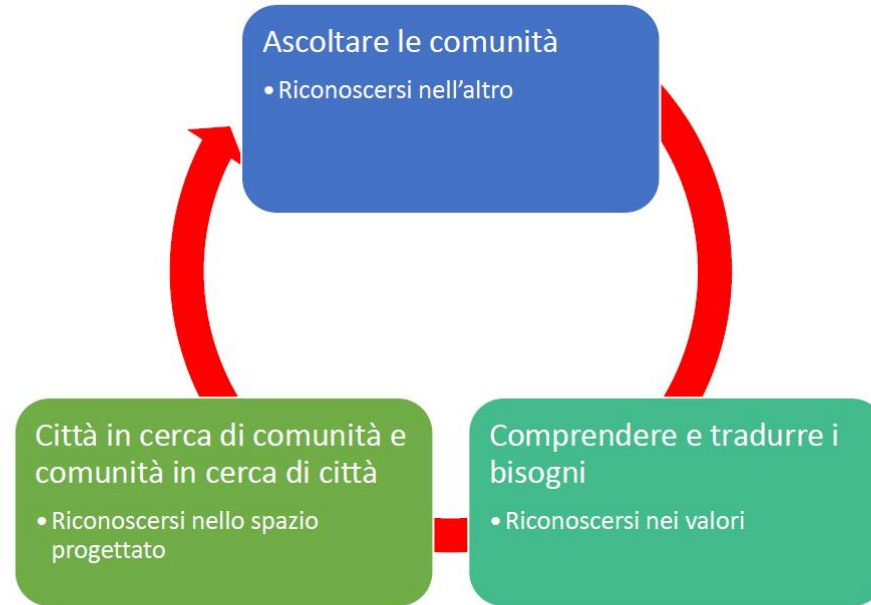 Ascoltare le comunità
• Riconoscersi nell’altro
Città in cerca di comunità e
comunità in cerca di città
• Riconoscersi nello spazio
progettato
Comprendere e tradurre i
bisogni
• Riconoscersi nei valori